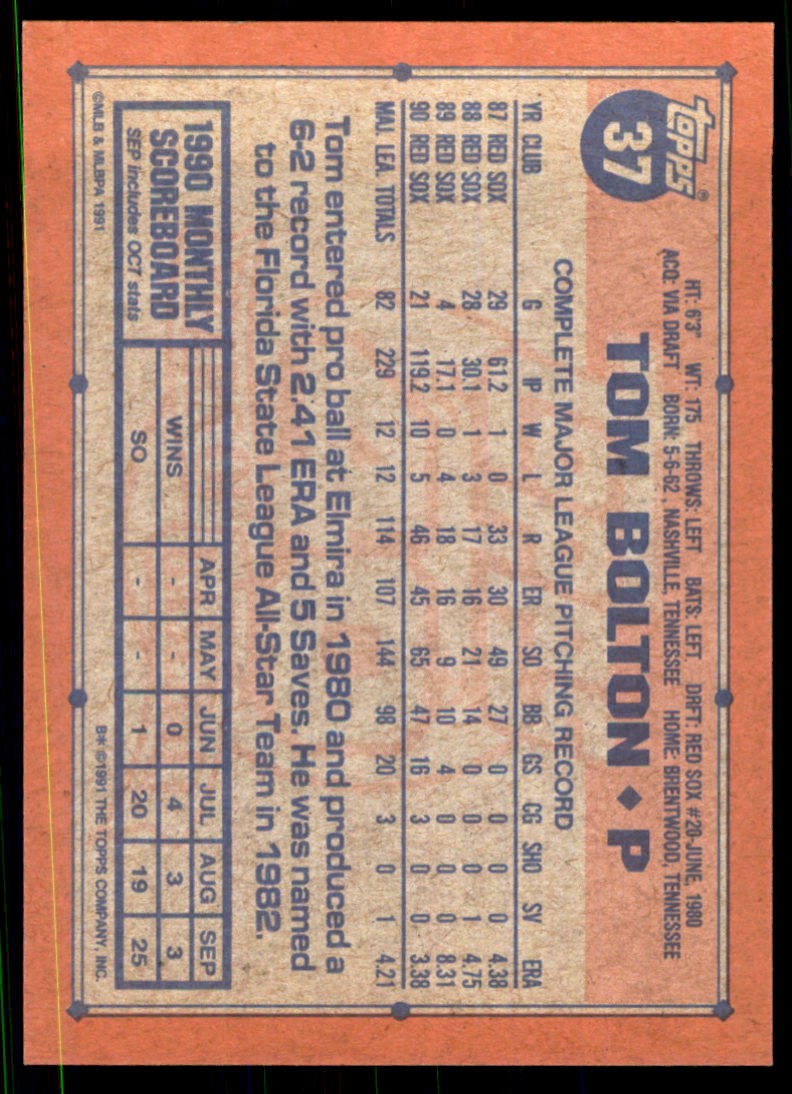 topps®
37
HT: 6'3" WT: 175 THROWS: LEFT BATS: LEFT DRFT: RED SOX #20-JUNE, 1980
ACQ: VIA DRAFT BORN: 5-6-62, NASHVILLE, TENNESSEE HOME: BRENTWOOD, TENNESSEE
TOM BOLTON ◆ P
COMPLETE MAJOR LEAGUE PITCHING RECORD
YR CLUB G IP W L R ER SO BB GS CG SHO SV ERA
87 RED SOX 29 61.2 1 0 33 30 49 27 0 0 0 0 4.38
88 RED SOX 28 30.1 1 3 17 16 21 14 0 0 0 1 4.75
89 RED SOX 4 17.1 0 4 18 16 9 10 4 0 0 0 8.31
90 RED SOX 21 119.2 10 5 46 45 65 47 16 3 0 0 3.38
MAJ. LEA. TOTALS 82 229 12 12 114 107 144 98 20 3 0 1 4.21
Tom entered pro ball at Elmira in 1980 and produced a
6-2 record with 2.41 ERA and 5 Saves. He was named
to the Florida State League All-Star Team in 1982.
1990 MONTHLY
SCOREBOARD
SEP includes OCT stats
APR MAY JUN JUL AUG SEP
WINS - - 0 4 3 3
SO - - 1 20 19 25
©MLB & MLBPA 1991
B* ©1991 THE TOPPS COMPANY, INC.